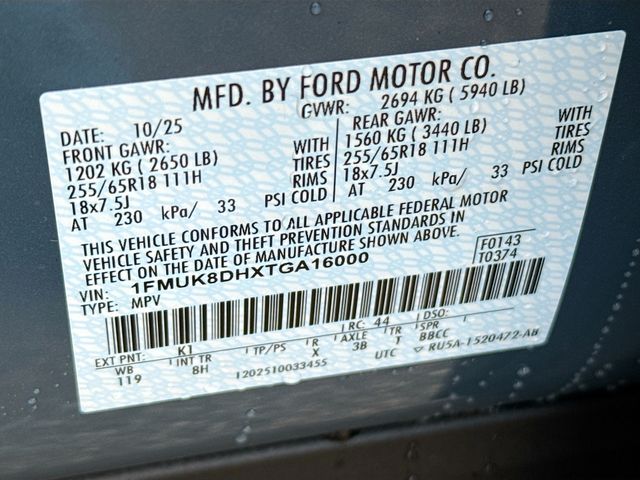 MFD. BY FORD MOTOR CO.
DATE: 10/25 GVWR: 2694 KG ( 5940 LB)
FRONT GAWR: REAR GAWR:
1202 KG ( 2650 LB) WITH 1560 KG ( 3440 LB) WITH
255/65R18 111H TIRES 255/65R18 111H TIRES
18x7.5J RIMS 18x7.5J RIMS
AT 230 kPa/ 33 PSI COLD AT 230 kPa/ 33 PSI COLD
THIS VEHICLE CONFORMS TO ALL APPLICABLE FEDERAL MOTOR
VEHICLE SAFETY AND THEFT PREVENTION STANDARDS IN
EFFECT ON THE DATE OF MANUFACTURE SHOWN ABOVE.
VIN: 1FMUK8DHXTGA16000 F0143
TYPE: MPV T0374
EXT PNT: K1 RC: 44 DSO:
WB INT TR TP/PS R AXLE TR SPR
119 8H X 3B T BBCC
1202510033455 UTC RU5A-1520472-AB